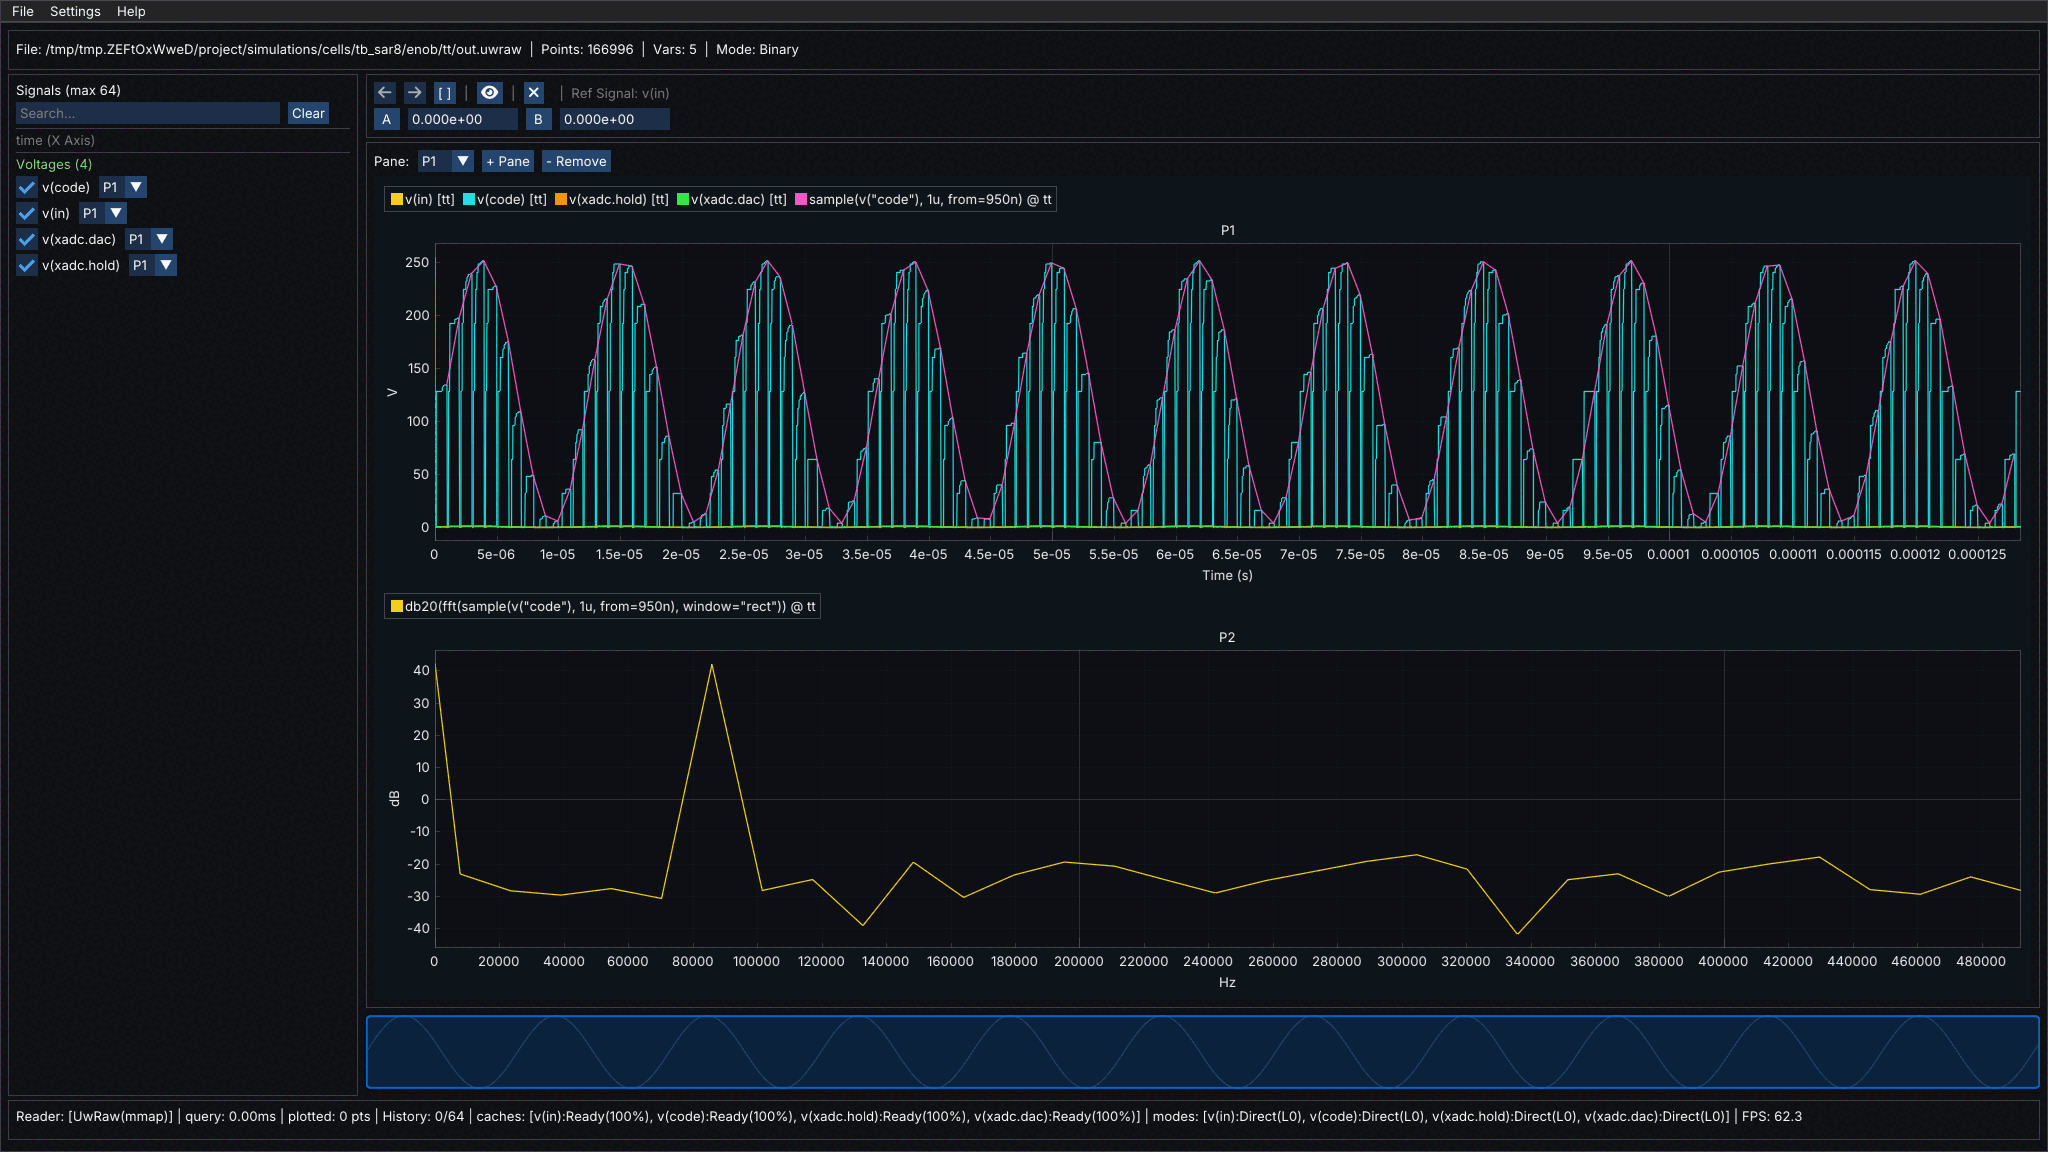 File Settings Help
File: /tmp/tmp.ZEFtOxWweD/project/simulations/cells/tb_sar8/enob/tt/out.uwraw | Points: 166996 | Vars: 5 | Mode: Binary
Signals (max 64)
Search... Clear
time (X Axis)
Voltages (4)
v(code) P1
v(in) P1
v(xadc.dac) P1
v(xadc.hold) P1
[ ] | | | Ref Signal: v(in)
A 0.000e+00 B 0.000e+00
Pane: P1 + Pane - Remove
v(in) [tt] v(code) [tt] v(xadc.hold) [tt] v(xadc.dac) [tt] sample(v("code"), 1u, from=950n) @ tt
P1
250
200
150
V
100
50
0
0 5e-06 1e-05 1.5e-05 2e-05 2.5e-05 3e-05 3.5e-05 4e-05 4.5e-05 5e-05 5.5e-05 6e-05 6.5e-05 7e-05 7.5e-05 8e-05 8.5e-05 9e-05 9.5e-05 0.0001 0.000105 0.00011 0.000115 0.00012 0.000125
Time (s)
db20(fft(sample(v("code"), 1u, from=950n), window="rect")) @ tt
P2
40
30
20
10
0
dB
-10
-20
-30
-40
0 20000 40000 60000 80000 100000 120000 140000 160000 180000 200000 220000 240000 260000 280000 300000 320000 340000 360000 380000 400000 420000 440000 460000 480000
Hz
Reader: [UwRaw(mmap)] | query: 0.00ms | plotted: 0 pts | History: 0/64 | caches: [v(in):Ready(100%), v(code):Ready(100%), v(xadc.hold):Ready(100%), v(xadc.dac):Ready(100%)] | modes: [v(in):Direct(L0), v(code):Direct(L0), v(xadc.hold):Direct(L0), v(xadc.dac):Direct(L0)] | FPS: 62.3